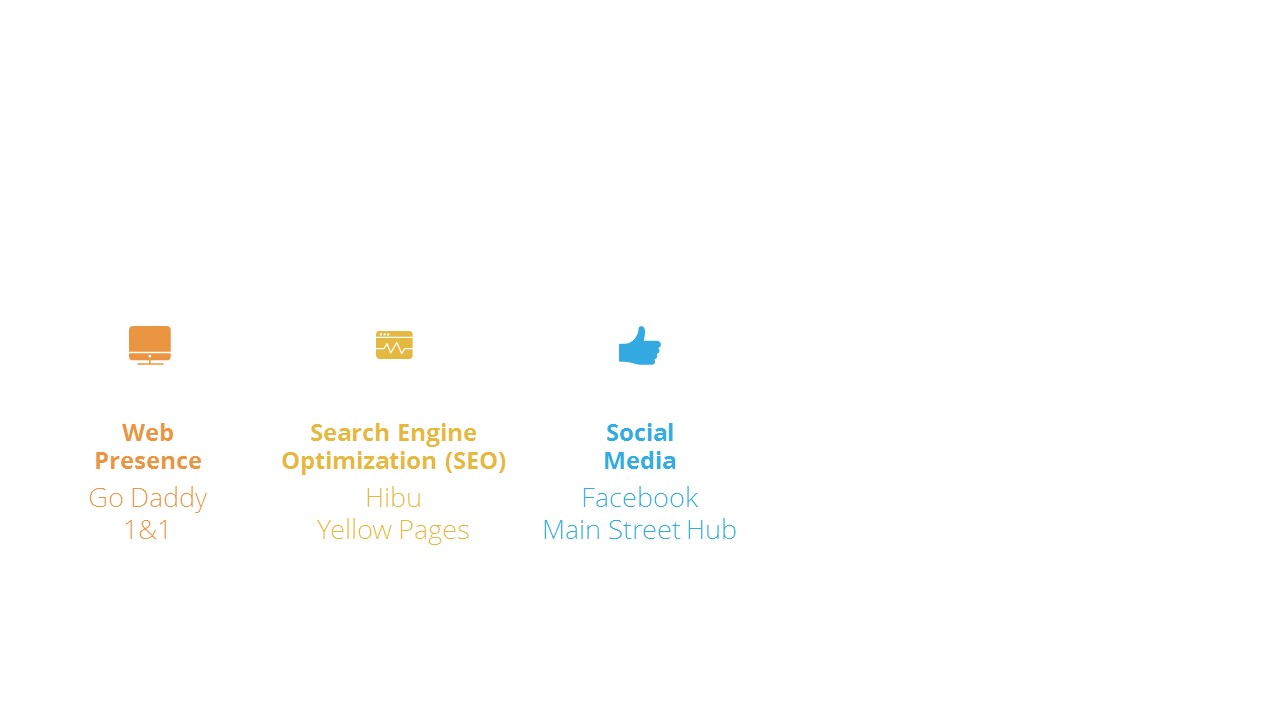 Web
Presence
Go Daddy
1&1
Search Engine
Optimization (SEO)
Hibu
Yellow Pages
Social
Media
Facebook
Main Street Hub